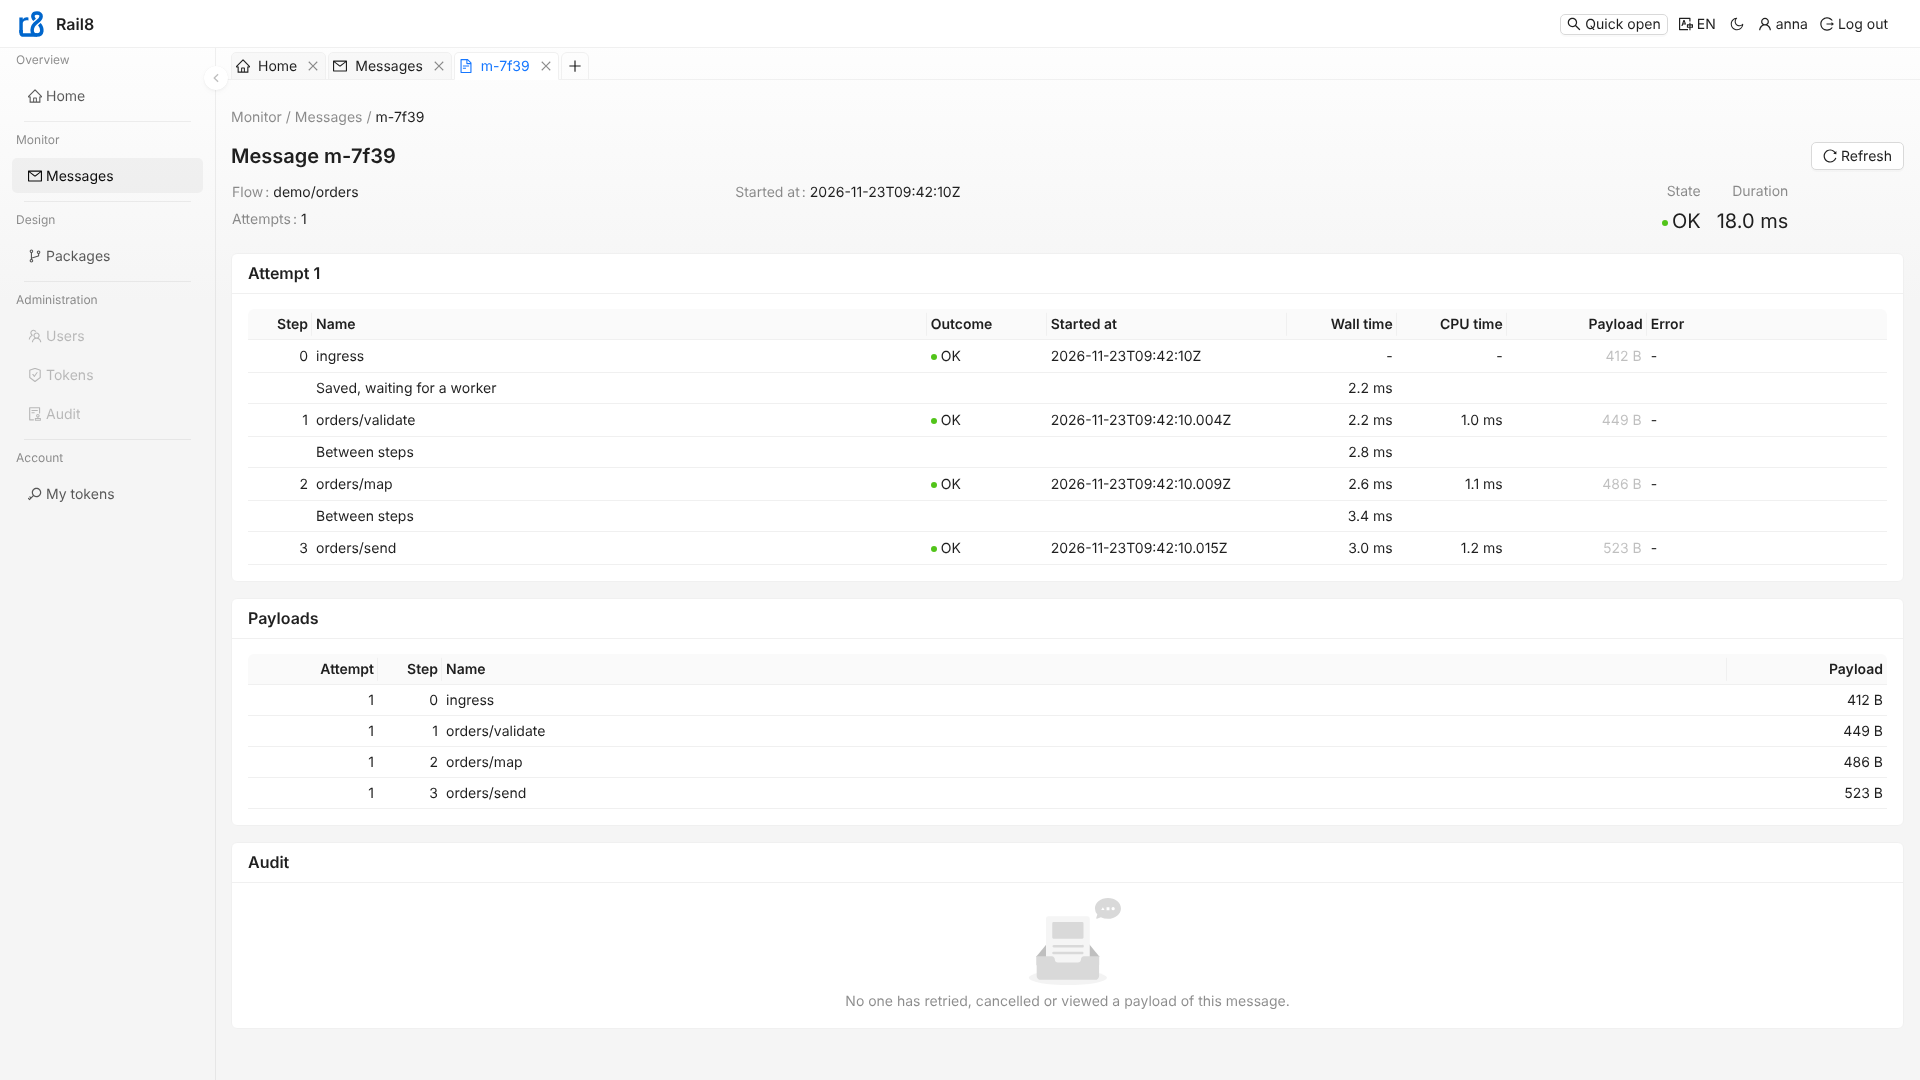 Rail8
Quick open
EN
anna
Log out
Overview
Home
Monitor
Messages
Design
Packages
Administration
Users
Tokens
Audit
Account
My tokens
Home Messages m-7f39
Monitor / Messages / m-7f39
Message m-7f39
Refresh
Flow: demo/orders
Started at: 2026-11-23T09:42:10Z
Attempts: 1
State Duration
OK 18.0 ms
Attempt 1
Step Name Outcome Started at Wall time CPU time Payload Error
0 ingress OK 2026-11-23T09:42:10Z - - 412 B -
Saved, waiting for a worker 2.2 ms
1 orders/validate OK 2026-11-23T09:42:10.004Z 2.2 ms 1.0 ms 449 B -
Between steps 2.8 ms
2 orders/map OK 2026-11-23T09:42:10.009Z 2.6 ms 1.1 ms 486 B -
Between steps 3.4 ms
3 orders/send OK 2026-11-23T09:42:10.015Z 3.0 ms 1.2 ms 523 B -
Payloads
Attempt Step Name Payload
1 0 ingress 412 B
1 1 orders/validate 449 B
1 2 orders/map 486 B
1 3 orders/send 523 B
Audit
No one has retried, cancelled or viewed a payload of this message.